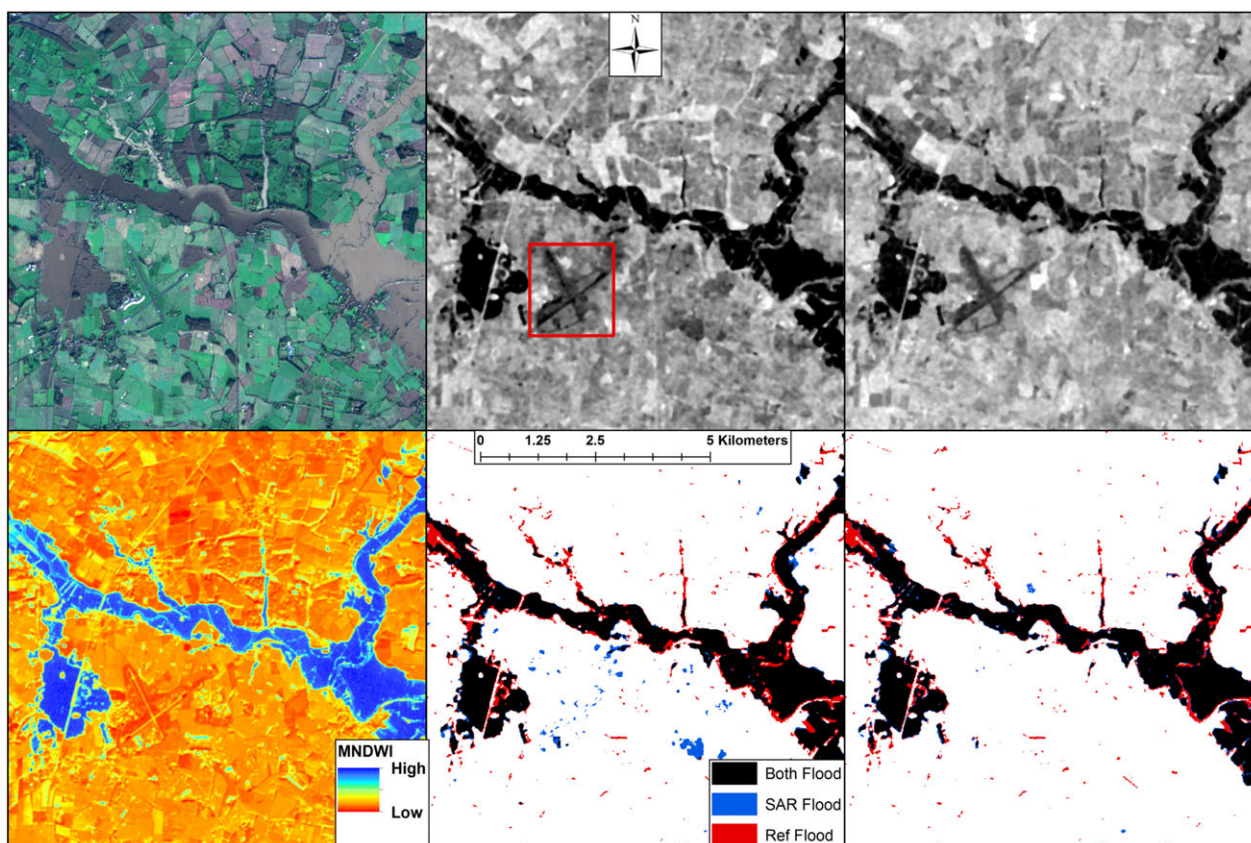 N
0 1.25 2.5 5 Kilometers
MNDWI
High
Low
Both Flood
SAR Flood
Ref Flood